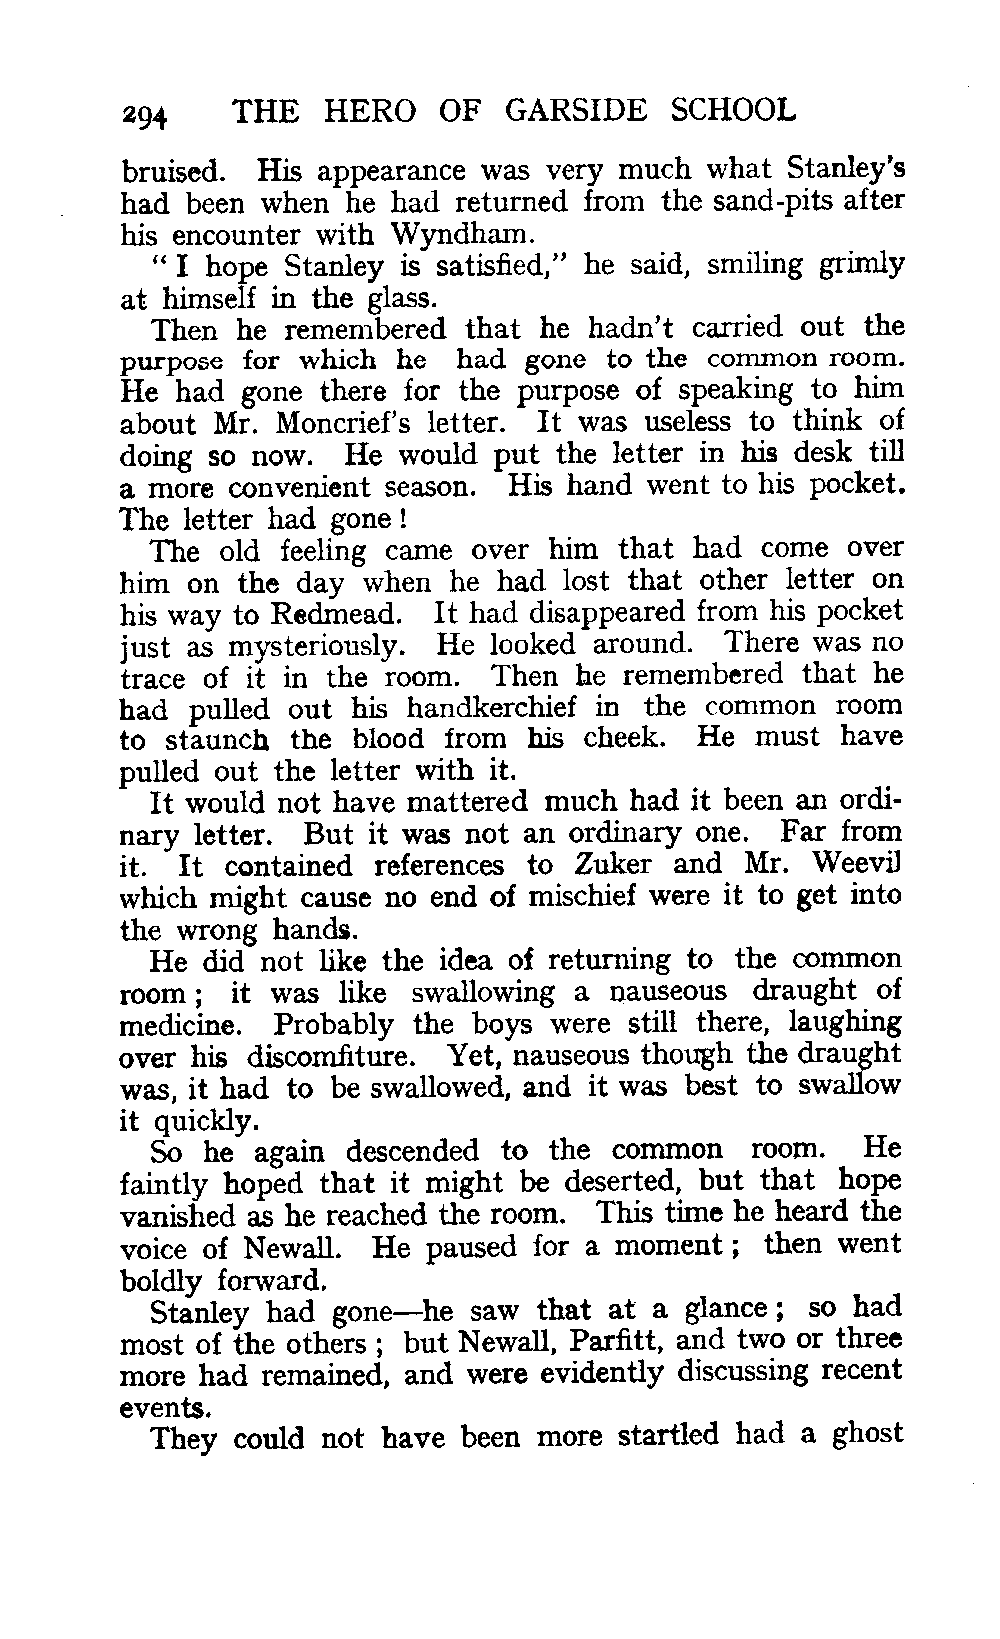 294 THE HERO OF GARSIDE SCHOOL
bruised. His appearance was very much what Stanley's
had been when he had returned from the sand-pits after
his encounter with Wyndham.
" I hope Stanley is satisfied," he said, smiling grimly
at himself in the glass.
Then he remembered that he hadn't carried out the
purpose for which he had gone to the common room.
He had gone there for the purpose of speaking to him
about Mr. Moncrief's letter. It was useless to think of
doing so now. He would put the letter in his desk till
a more convenient season. His hand went to his pocket.
The letter had gone !
The old feeling came over him that had come over
him on the day when he had lost that other letter on
his way to Redmead. It had disappeared from his pocket
just as mysteriously. He looked around. There was no
trace of it in the room. Then he remembered that he
had pulled out his handkerchief in the common room
to staunch the blood from his cheek. He must have
pulled out the letter with it.
It would not have mattered much had it been an ordi-
nary letter. But it was not an ordinary one. Far from
it. It contained references to Zuker and Mr. Weevil
which might cause no end of mischief were it to get into
the wrong hands.
He did not like the idea of returning to the common
room ; it was like swallowing a nauseous draught of
medicine. Probably the boys were still there, laughing
over his discomfiture. Yet, nauseous though the draught
was, it had to be swallowed, and it was best to swallow
it quickly.
So he again descended to the common room. He
faintly hoped that it might be deserted, but that hope
vanished as he reached the room. This time he heard the
voice of Newall. He paused for a moment ; then went
boldly forward.
Stanley had gone—he saw that at a glance ; so had
most of the others ; but Newall, Parfitt, and two or three
more had remained, and were evidently discussing recent
events.
They could not have been more startled had a ghost